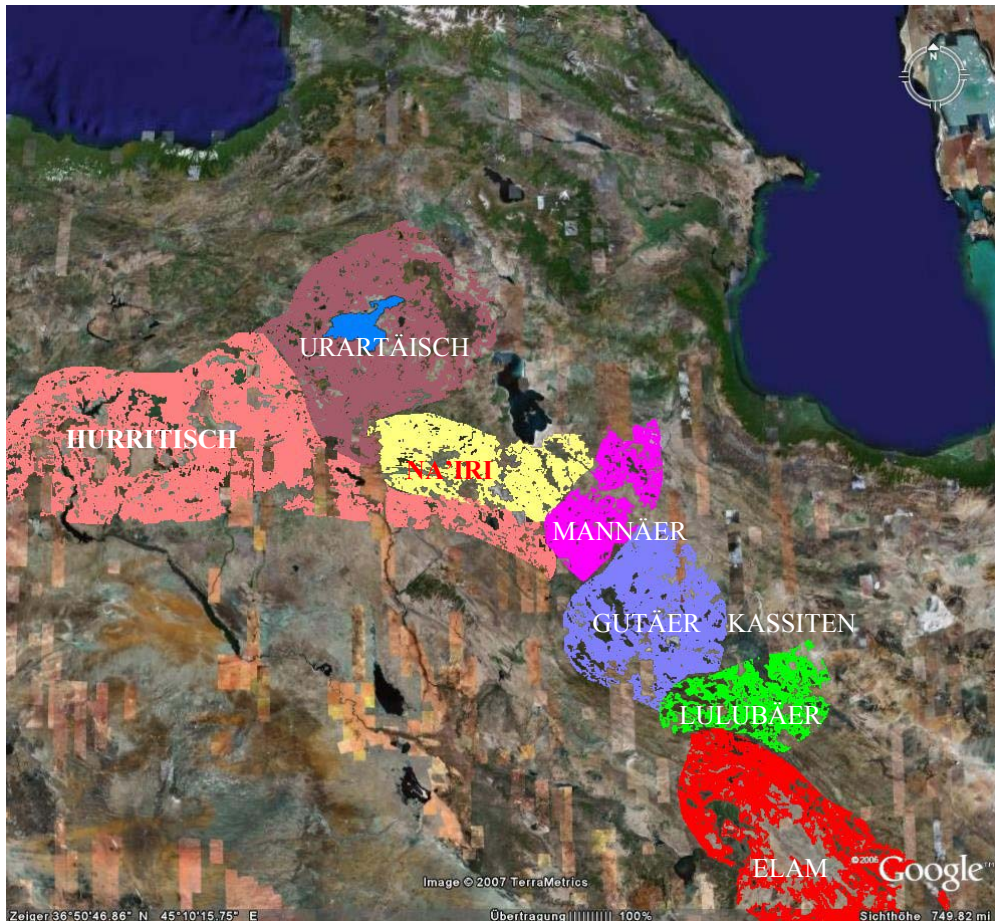 N
URARTÄISCH
HURRITISCH
NA'IRI
MANNÄER
GUTÄER KASSITEN
LULUBÄER
ELAM
© 2006 Google™
Image © 2007 TerraMetrics
Zeiger 36°50'46.86" N 45°10'15.75" E Übertragung |||||||||| 100% Sichthöhe 749.82 mi